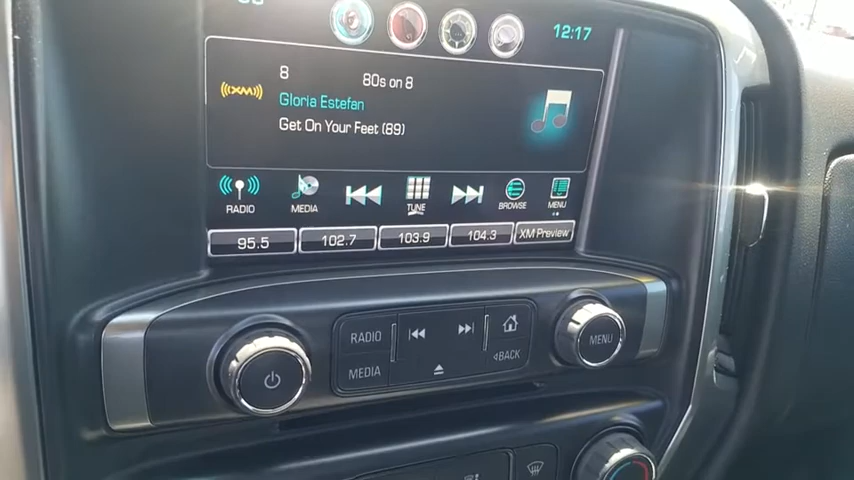 12:17
8 80s on 8
((XM))
Gloria Estefan
Get On Your Feet (89)
RADIO MEDIA TUNE BROWSE MENU
95.5 102.7 103.9 104.3 XM Preview
RADIO
MEDIA
BACK
MENU